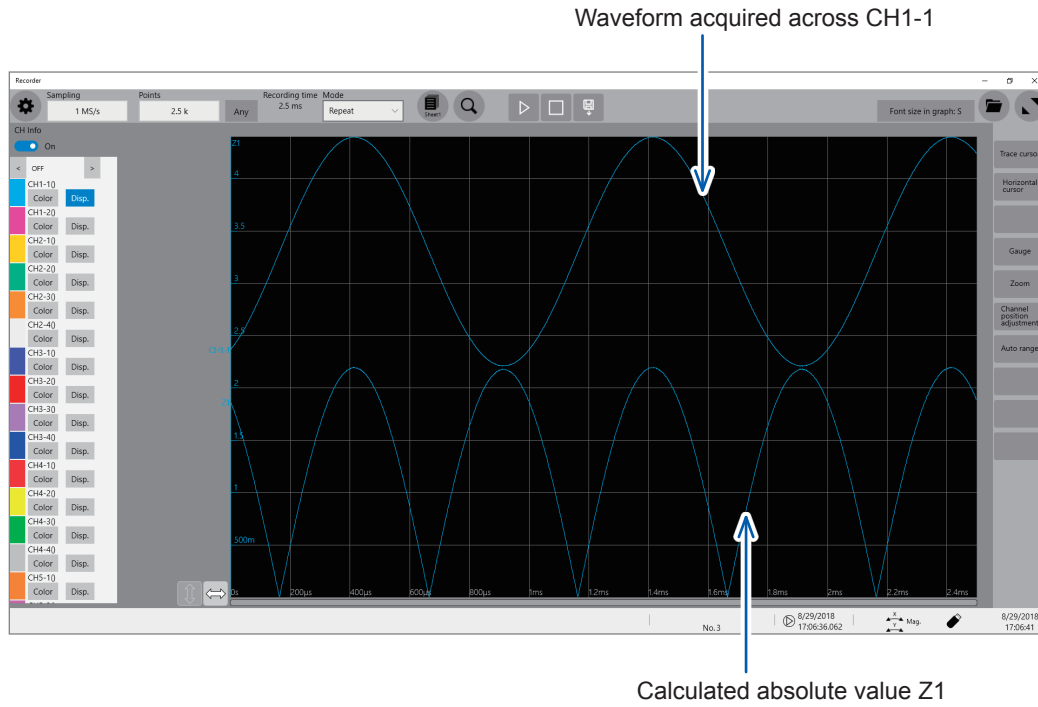 Waveform acquired across CH1-1
Recorder
Sampling Points Recording time Mode
1 MS/s 2.5 k Any 2.5 ms Repeat Sheet1 Font size in graph: S
CH Info
On
< OFF >
CH1-1()
Color Disp.
CH1-2()
Color Disp.
CH2-1()
Color Disp.
CH2-2()
Color Disp.
CH2-3()
Color Disp.
CH2-4()
Color Disp.
CH3-1()
Color Disp.
CH3-2()
Color Disp.
CH3-3()
Color Disp.
CH3-4()
Color Disp.
CH4-1()
Color Disp.
CH4-2()
Color Disp.
CH4-3()
Color Disp.
CH4-4()
Color Disp.
CH5-1()
Color Disp.
Z1
4
3.5
3
2.5
2
Z1
1.5
1
500m
0s 200µs 400µs 600µs 800µs 1ms 1.2ms 1.4ms 1.6ms 1.8ms 2ms 2.2ms 2.4ms
Trace cursor
Horizontal
cursor
Gauge
Zoom
Channel
position
adjustment
Auto range
No.3
8/29/2018
17:06:36.062
X
Y
Mag.
8/29/2018
17:06:41
Calculated absolute value Z1